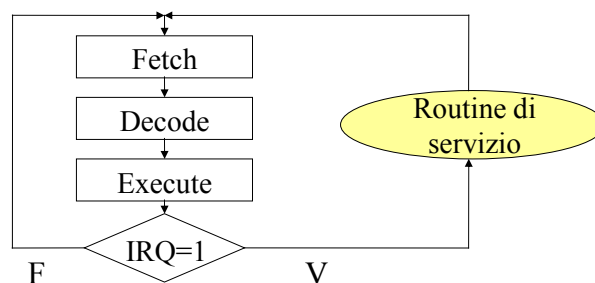 Fetch
Decode
Execute
IRQ=1
F
V
Routine di
servizio